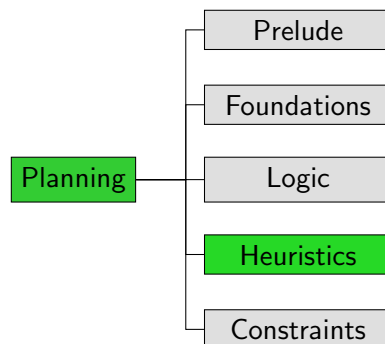 Planning
Prelude
Foundations
Logic
Heuristics
Constraints